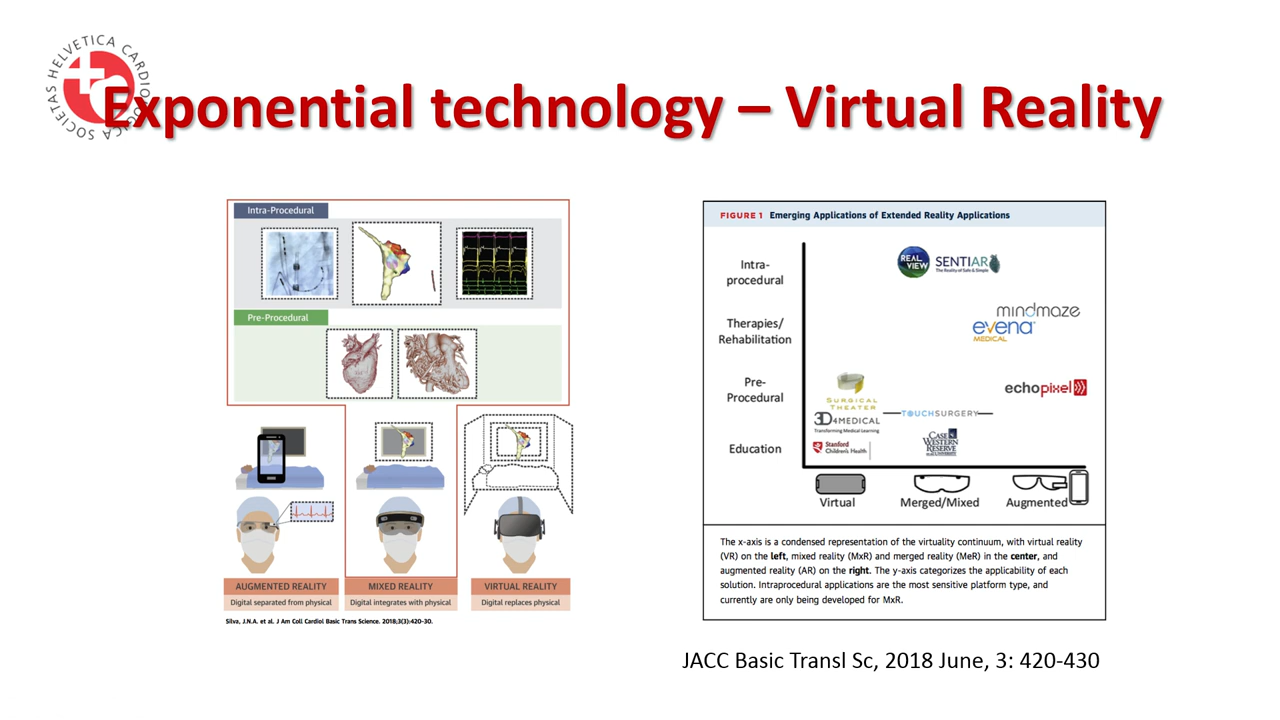 SOCIETAS HELVETICA CARDIOLOGICA
Exponential technology – Virtual Reality
Intra-Procedural
Pre-Procedural
AUGMENTED REALITY
Digital separated from physical
MIXED REALITY
Digital integrates with physical
VIRTUAL REALITY
Digital replaces physical
Silva, J.N.A. et al. J Am Coll Cardiol Basic Trans Science. 2018;3(3):420-30.
FIGURE 1 Emerging Applications of Extended Reality Applications
Intra-
procedural
REAL
VIEW
SENTIAR
The Reality of Safe & Simple
Therapies/
Rehabilitation
mindmaze
evena
MEDICAL
Pre-
Procedural
SURGICAL
THEATER
echopixel
3D4MEDICAL
Transforming Medical Learning
TOUCHSURGERY
Education
Stanford
Children's Health
CASE
WESTERN
RESERVE
UNIVERSITY
Virtual
Merged/Mixed
Augmented
The x-axis is a condensed representation of the virtuality continuum, with virtual reality
(VR) on the left, mixed reality (MxR) and merged reality (MeR) in the center, and
augmented reality (AR) on the right. The y-axis categorizes the applicability of each
solution. Intraprocedural applications are the most sensitive platform type, and
currently are only being developed for MxR.
JACC Basic Transl Sc, 2018 June, 3: 420-430